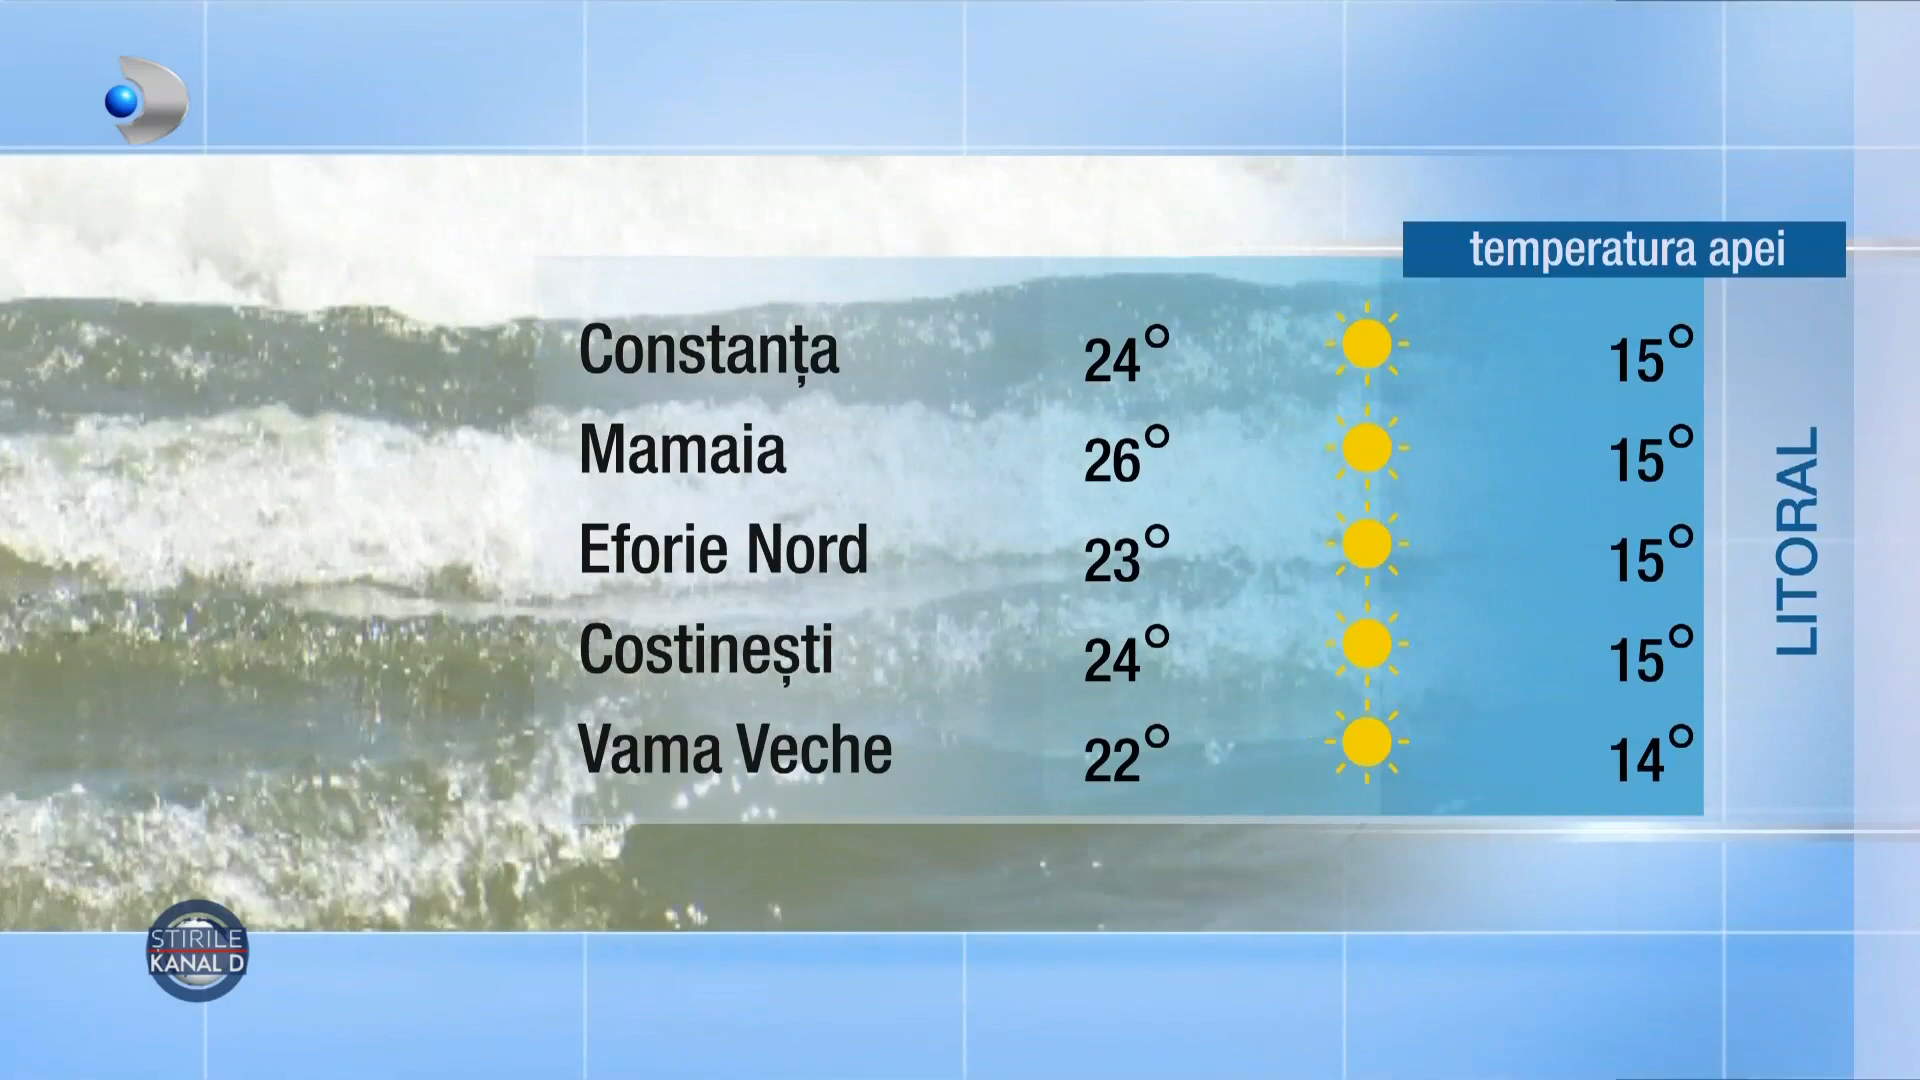 temperatura apei
Constanța 24° 15°
Mamaia 26° 15°
Eforie Nord 23° 15°
Costinești 24° 15°
Vama Veche 22° 14°
LITORAL
ȘTIRILE
KANAL D